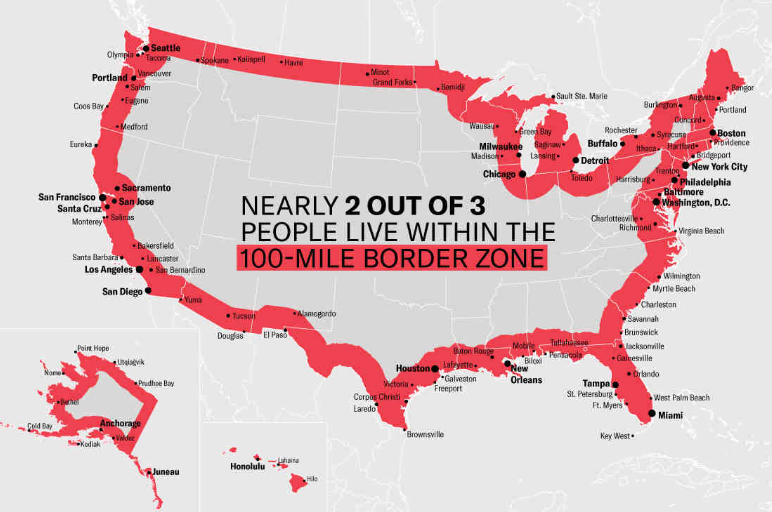 Seattle
Olympia
Tacoma
Spokane
Kalispell
Havre
Minot
Grand Forks
Bemidji
Portland
Vancouver
Salem
Eugene
Coos Bay
Medford
Eureka
Sault Ste. Marie
Wausau
Green Bay
Milwaukee
Madison
Chicago
Saginaw
Lansing
Detroit
Toledo
Buffalo
Rochester
Syracuse
Ithaca
Burlington
Augusta
Bangor
Portland
Concord
Boston
Providence
Hartford
Bridgeport
New York City
Trenton
Philadelphia
Harrisburg
Baltimore
Washington, D.C.
Charlottesville
Richmond
Virginia Beach
Sacramento
San Francisco
San Jose
Santa Cruz
Salinas
Monterey
NEARLY 2 OUT OF 3
PEOPLE LIVE WITHIN THE
100-MILE BORDER ZONE
Bakersfield
Santa Barbara
Lancaster
Los Angeles
San Bernardino
San Diego
Yuma
Tucson
Douglas
Alamogordo
El Paso
Wilmington
Myrtle Beach
Charleston
Savannah
Brunswick
Jacksonville
Gainesville
Orlando
Tampa
St. Petersburg
Ft. Myers
West Palm Beach
Miami
Key West
Tallahassee
Mobile
Pensacola
Biloxi
New
Orleans
Baton Rouge
Lafayette
Houston
Galveston
Freeport
Victoria
Corpus Christi
Laredo
Brownsville
Point Hope
Utqiagvik
Prudhoe Bay
Nome
Bethel
Cold Bay
Anchorage
Valdez
Kodiak
Juneau
Honolulu
Lahaina
Hilo